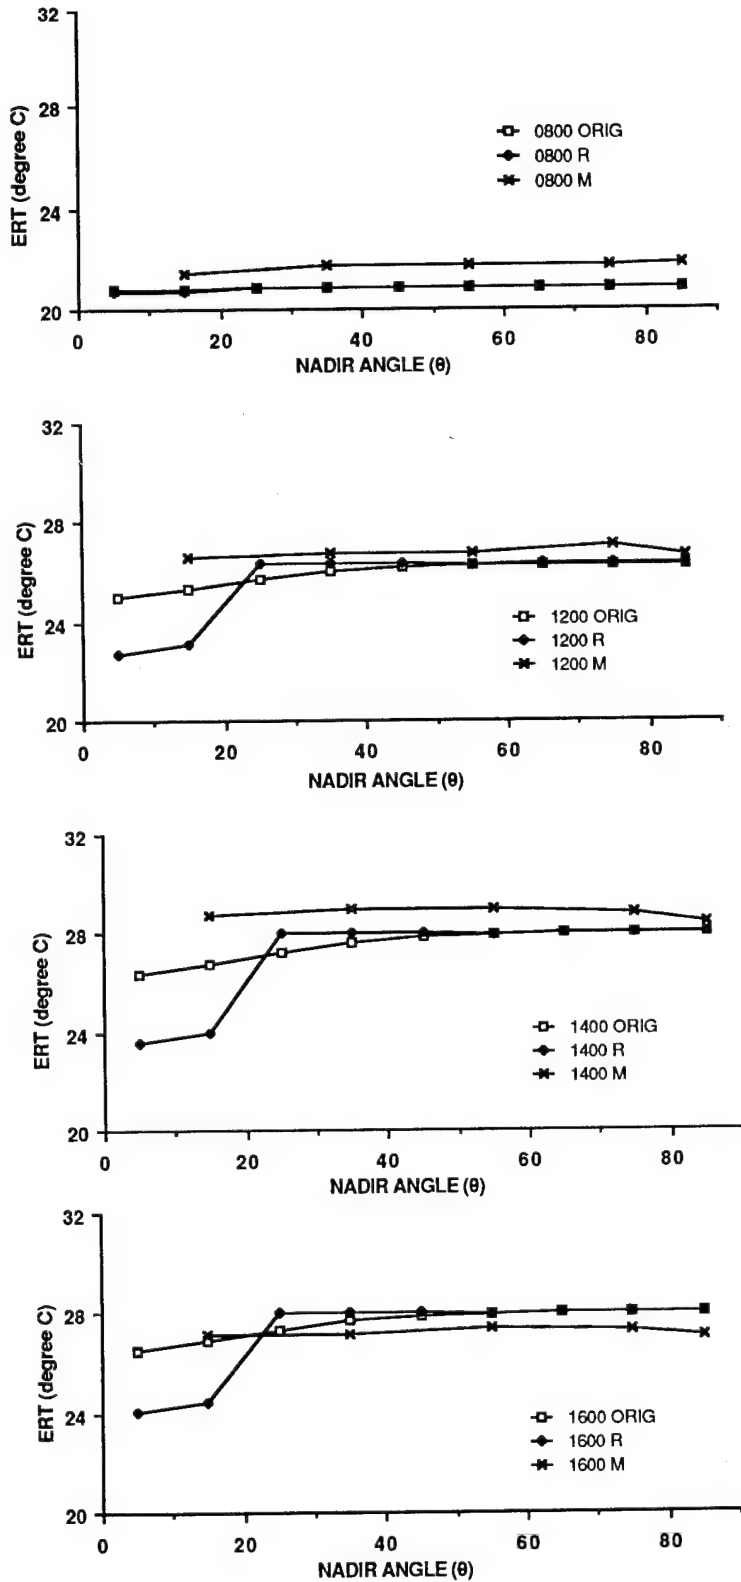 32
28
24
20
ERT (degree C)
0800 ORIG
0800 R
0800 M
0 20 40 60 80
NADIR ANGLE (θ)
32
28
24
20
ERT (degree C)
1200 ORIG
1200 R
1200 M
0 20 40 60 80
NADIR ANGLE (θ)
32
28
24
20
ERT (degree C)
1400 ORIG
1400 R
1400 M
0 20 40 60 80
NADIR ANGLE (θ)
32
28
24
20
ERT (degree C)
1600 ORIG
1600 R
1600 M
0 20 40 60 80
NADIR ANGLE (θ)